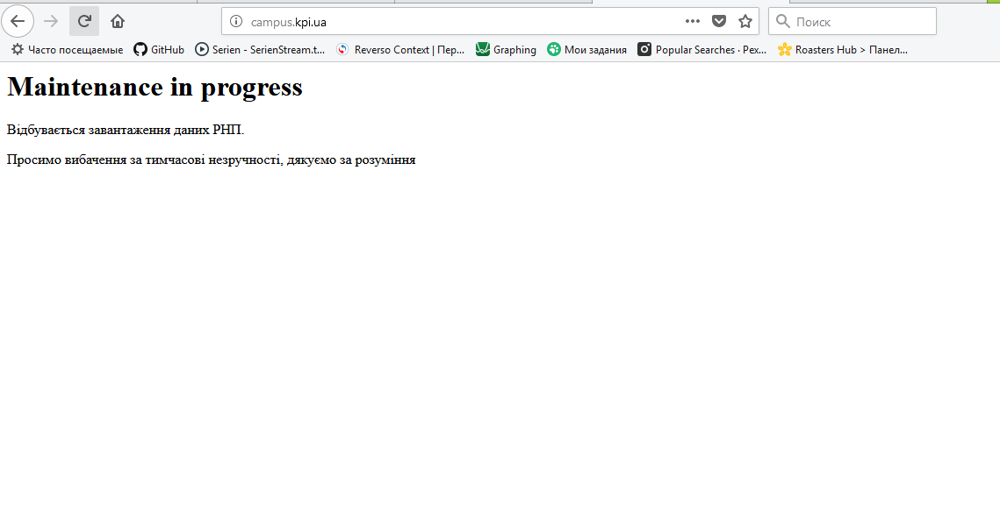 campus.kpi.ua
Поиск
Часто посещаемые GitHub Serien - SerienStream.t... Reverso Context | Пер... Graphing Мои задания Popular Searches · Pex... Roasters Hub > Панел...
Maintenance in progress
Відбувається завантаження даних РНП.
Просимо вибачення за тимчасові незручності, дякуємо за розуміння